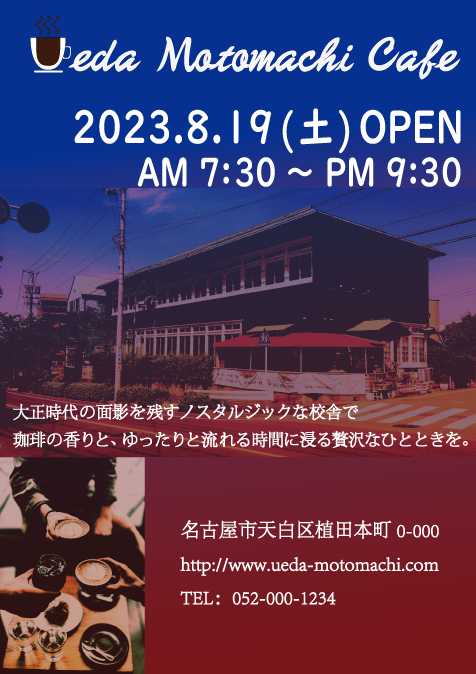 Ueda Motomachi Cafe
2023.8.19(土)OPEN
AM 7:30 ~ PM 9:30
大正時代の面影を残すノスタルジックな校舎で
珈琲の香りと、ゆったりと流れる時間に浸る贅沢なひとときを。
名古屋市天白区植田本町 0-000
http://www.ueda-motomachi.com
TEL: 052-000-1234